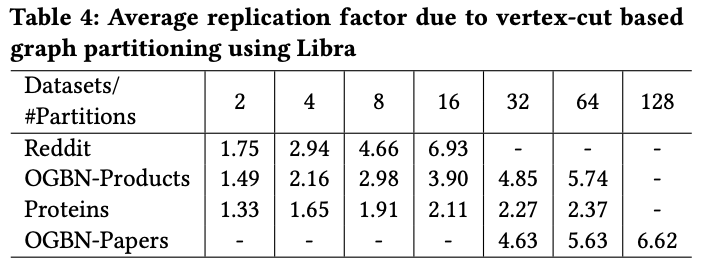 Table 4: Average replication factor due to vertex-cut based
graph partitioning using Libra
Datasets/
#Partitions 2 4 8 16 32 64 128
Reddit 1.75 2.94 4.66 6.93 - - -
OGBN-Products 1.49 2.16 2.98 3.90 4.85 5.74 -
Proteins 1.33 1.65 1.91 2.11 2.27 2.37 -
OGBN-Papers - - - - 4.63 5.63 6.62